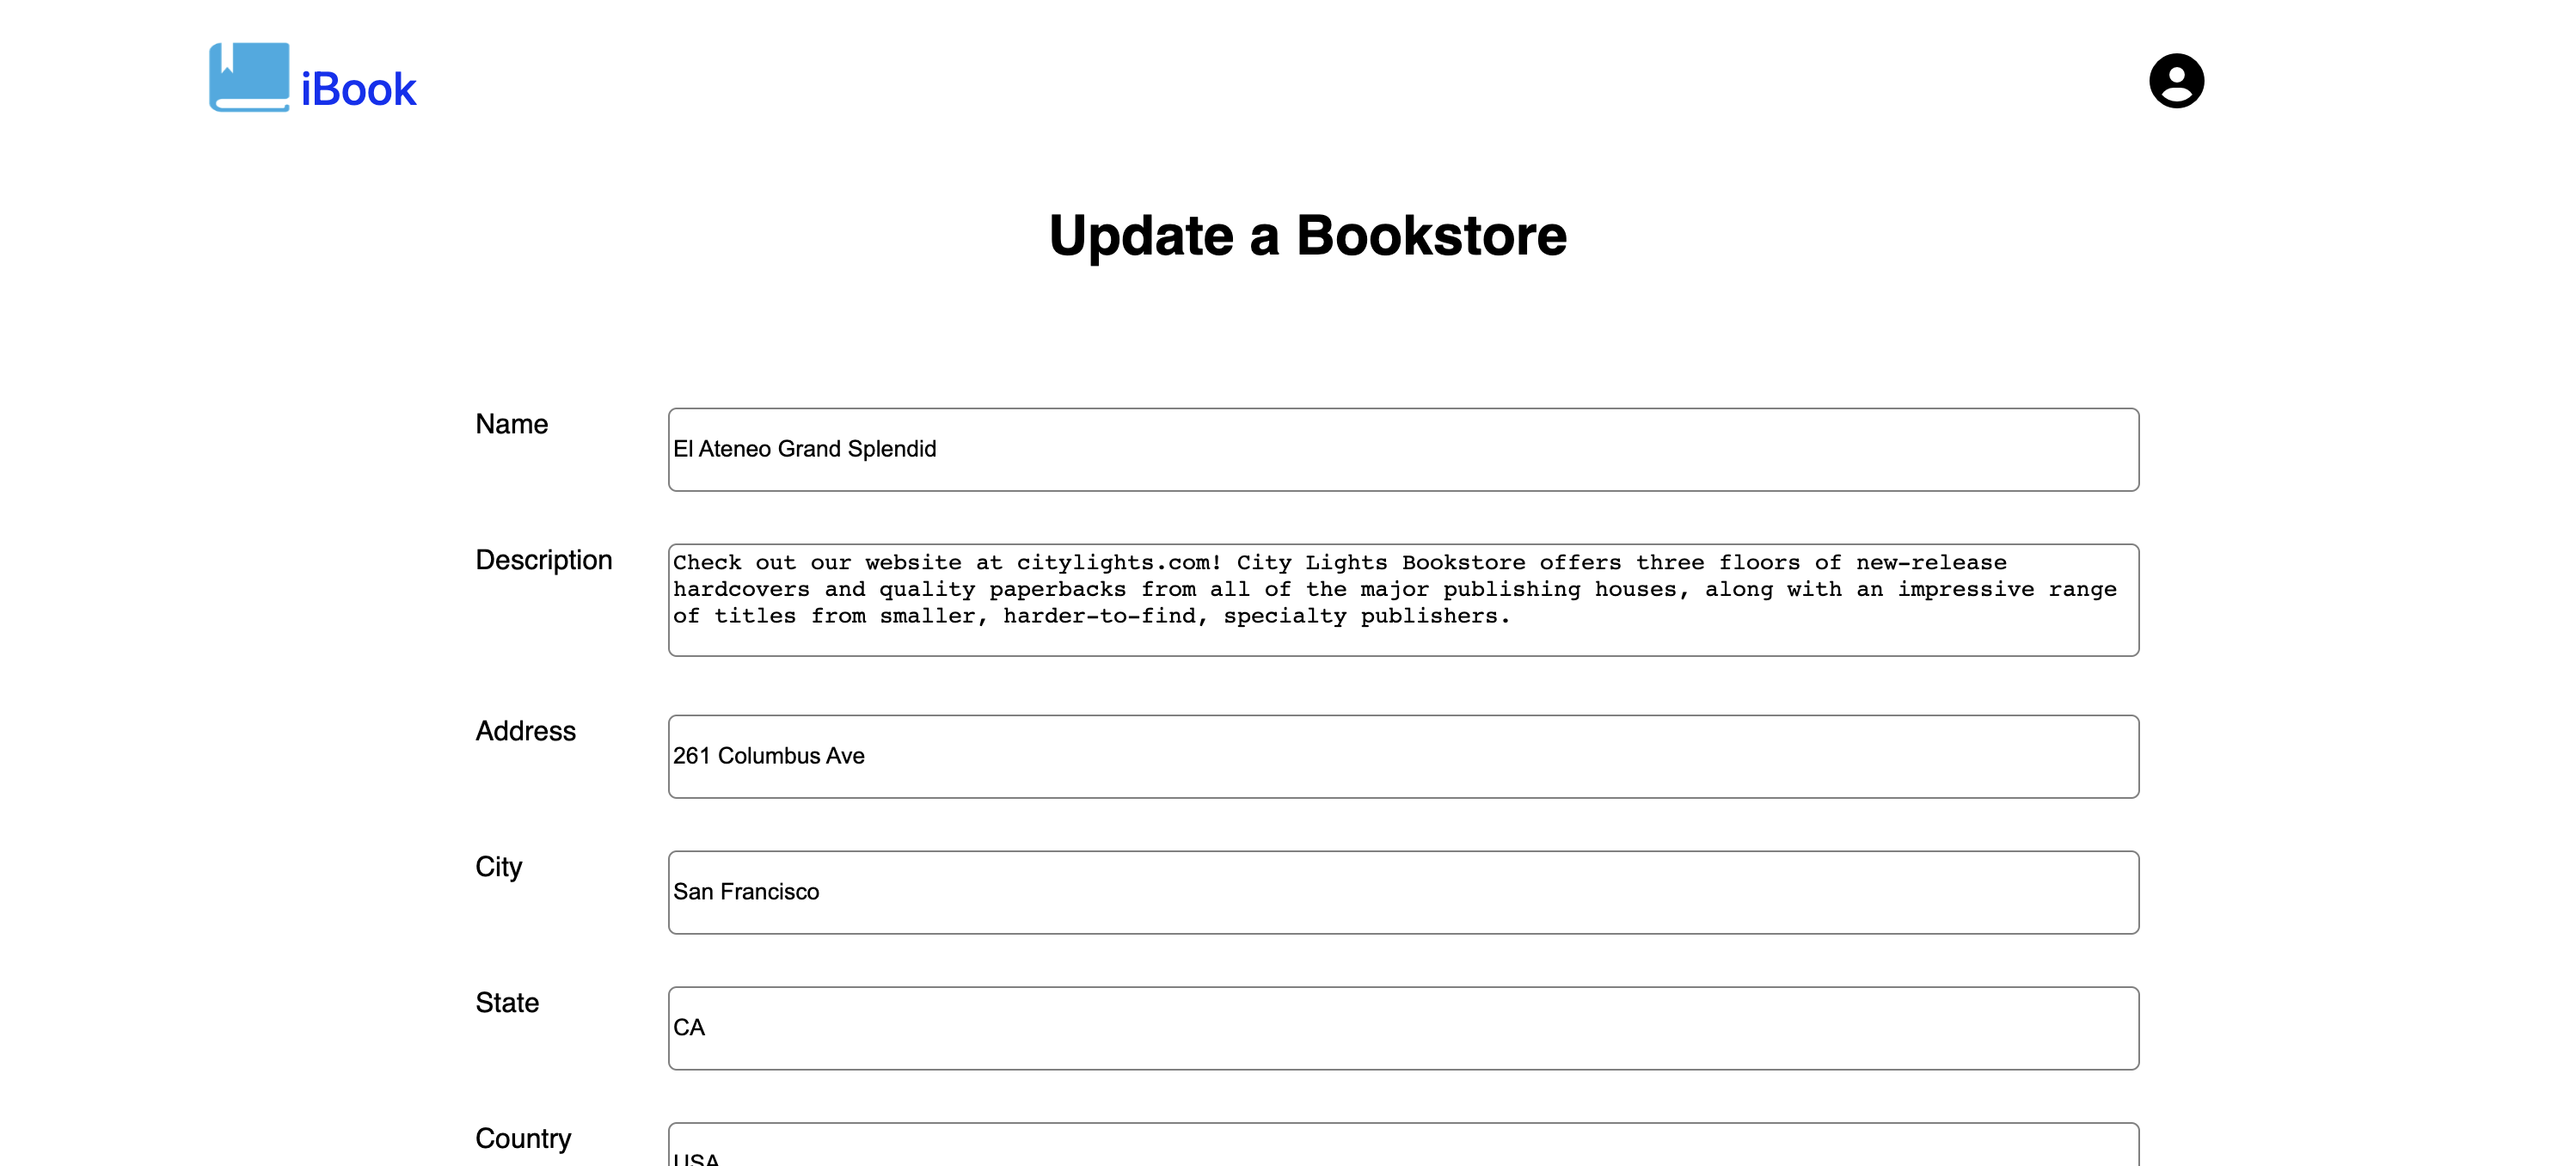 iBook
Update a Bookstore
Name
El Ateneo Grand Splendid
Description
Check out our website at citylights.com! City Lights Bookstore offers three floors of new-release
hardcovers and quality paperbacks from all of the major publishing houses, along with an impressive range
of titles from smaller, harder-to-find, specialty publishers.
Address
261 Columbus Ave
City
San Francisco
State
CA
Country
USA